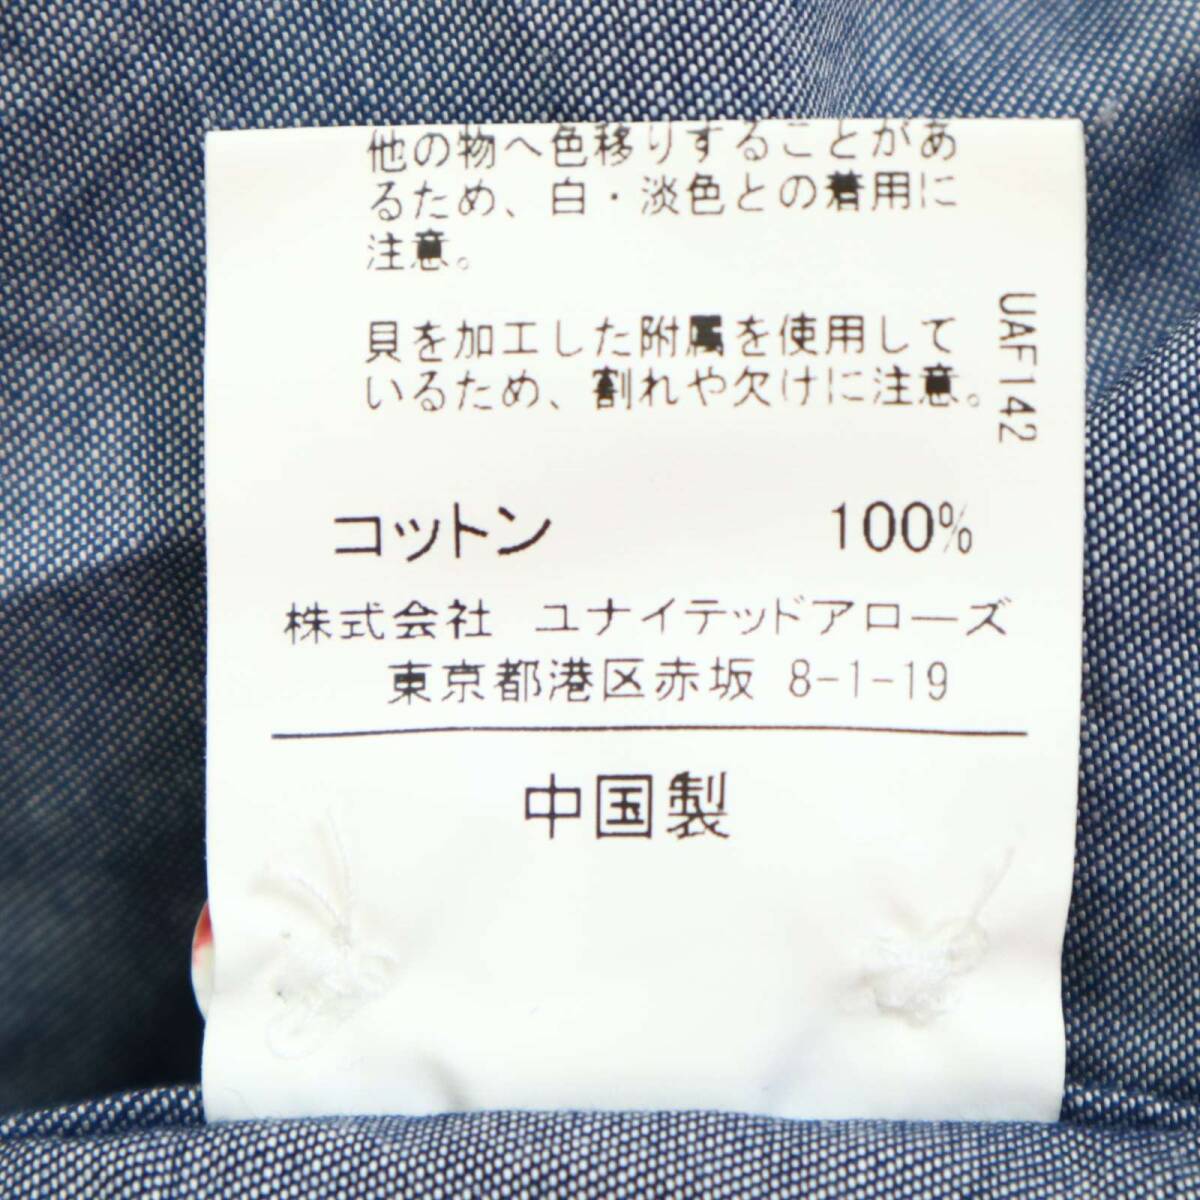 他の物へ色移りすることがあ
るため、白・淡色との着用に
注意。
貝を加工した附属を使用して
いるため、割れや欠けに注意。
UAF142
コットン 100%
株式会社 ユナイテッドアローズ
東京都港区赤坂 8-1-19
中国製